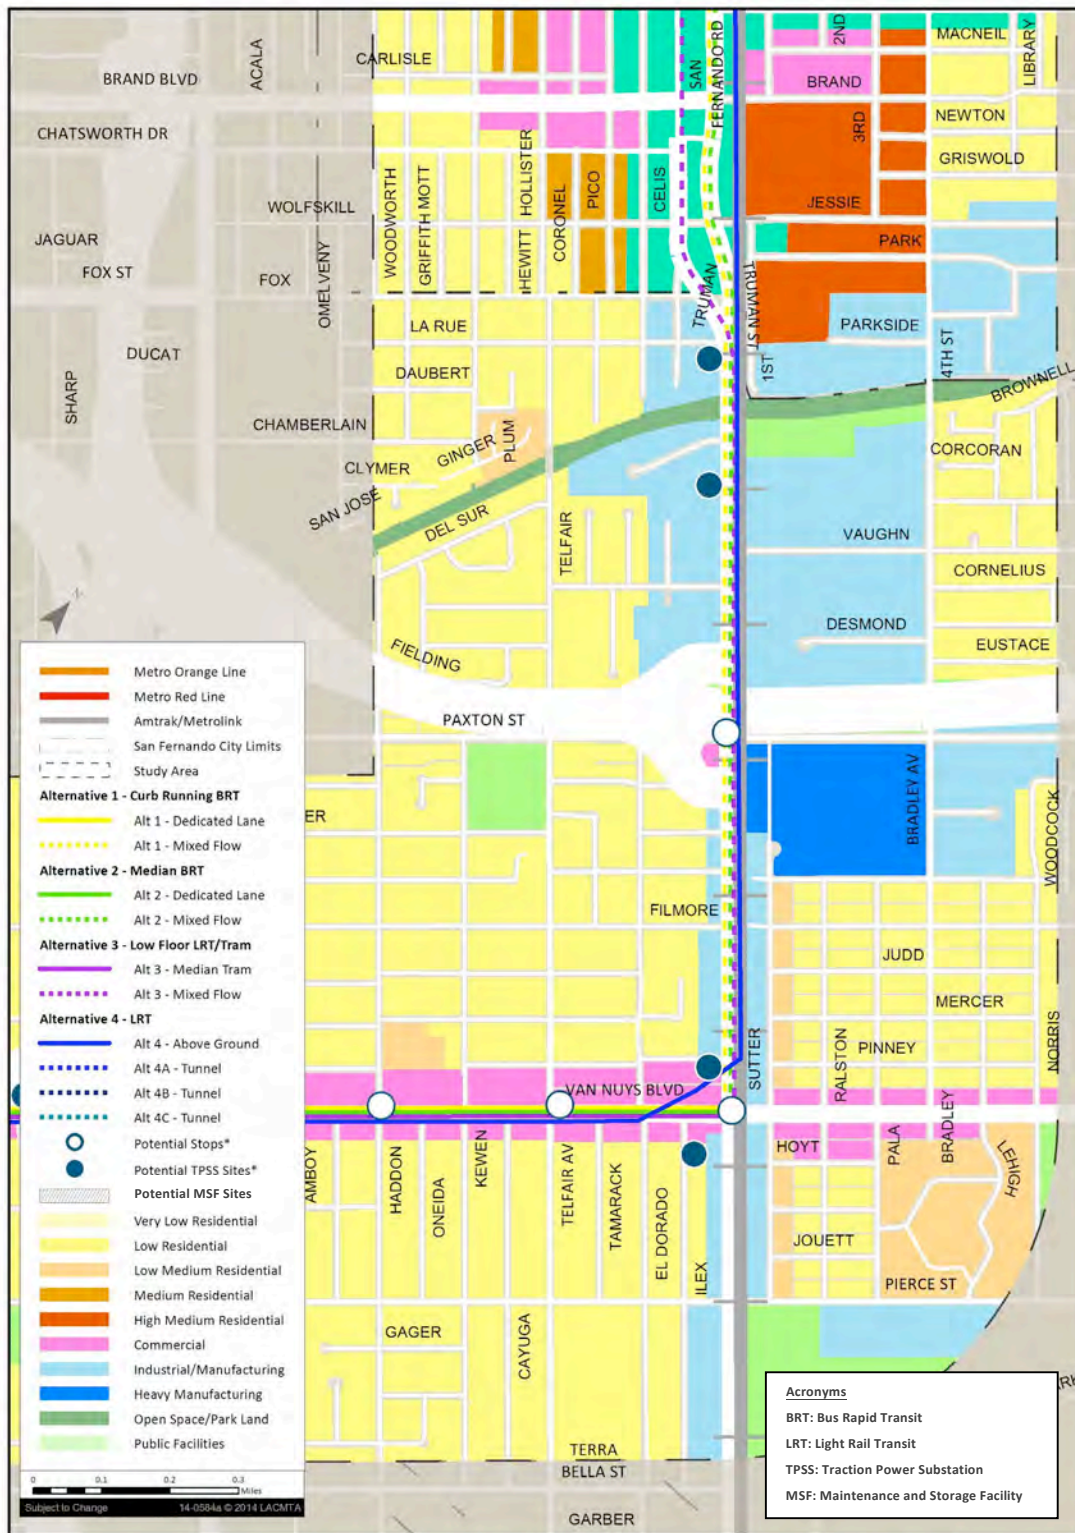 MACNEIL
LIBRARY
2ND
SAN
FERNANDO RD
ACALA
CARLISLE
BRAND BLVD
BRAND
CHATSWORTH DR
NEWTON
3RD
GRISWOLD
HOLLISTER
WOODWORTH
GRIFFITH MOTT
HEWITT
CORONEL
PICO
CELIS
WOLFSKILL
JESSIE
JAGUAR
PARK
FOX ST
FOX
OMELVENY
TRUMAN
TRUMAN ST
LA RUE
PARKSIDE
DUCAT
1ST
4TH ST
DAUBERT
SHARP
BROWNELL
CHAMBERLAIN
PLUM
GINGER
CORCORAN
CLYMER
SAN JOSE
DEL SUR
TELFAIR
VAUGHN
CORNELIUS
DESMOND
EUSTACE
FIELDING
PAXTON ST
BRADLEY AV
WOODCOCK
ER
FILMORE
JUDD
MERCER
NORRIS
PINNEY
RALSTON
SUTTER
VAN NUYS BLVD
HOYT
PALA
BRADLEY
LEHIGH
AMBOY
HADDON
ONEIDA
KEWEN
TELFAIR AV
TAMARACK
EL DORADO
ILEX
JOUETT
PIERCE ST
GAGER
CAYUGA
TERRA
BELLA ST
GARBER
Z
Metro Orange Line
Metro Red Line
Amtrak/Metrolink
San Fernando City Limits
Study Area
Alternative 1 - Curb Running BRT
Alt 1 - Dedicated Lane
Alt 1 - Mixed Flow
Alternative 2 - Median BRT
Alt 2 - Dedicated Lane
Alt 2 - Mixed Flow
Alternative 3 - Low Floor LRT/Tram
Alt 3 - Median Tram
Alt 3 - Mixed Flow
Alternative 4 - LRT
Alt 4 - Above Ground
Alt 4A - Tunnel
Alt 4B - Tunnel
Alt 4C - Tunnel
Potential Stops*
Potential TPSS Sites*
Potential MSF Sites
Very Low Residential
Low Residential
Low Medium Residential
Medium Residential
High Medium Residential
Commercial
Industrial/Manufacturing
Heavy Manufacturing
Open Space/Park Land
Public Facilities
0 0.1 0.2 0.3
Miles
Subject to Change 14-0584a © 2014 LACMTA
Acronyms
BRT: Bus Rapid Transit
LRT: Light Rail Transit
TPSS: Traction Power Substation
MSF: Maintenance and Storage Facility